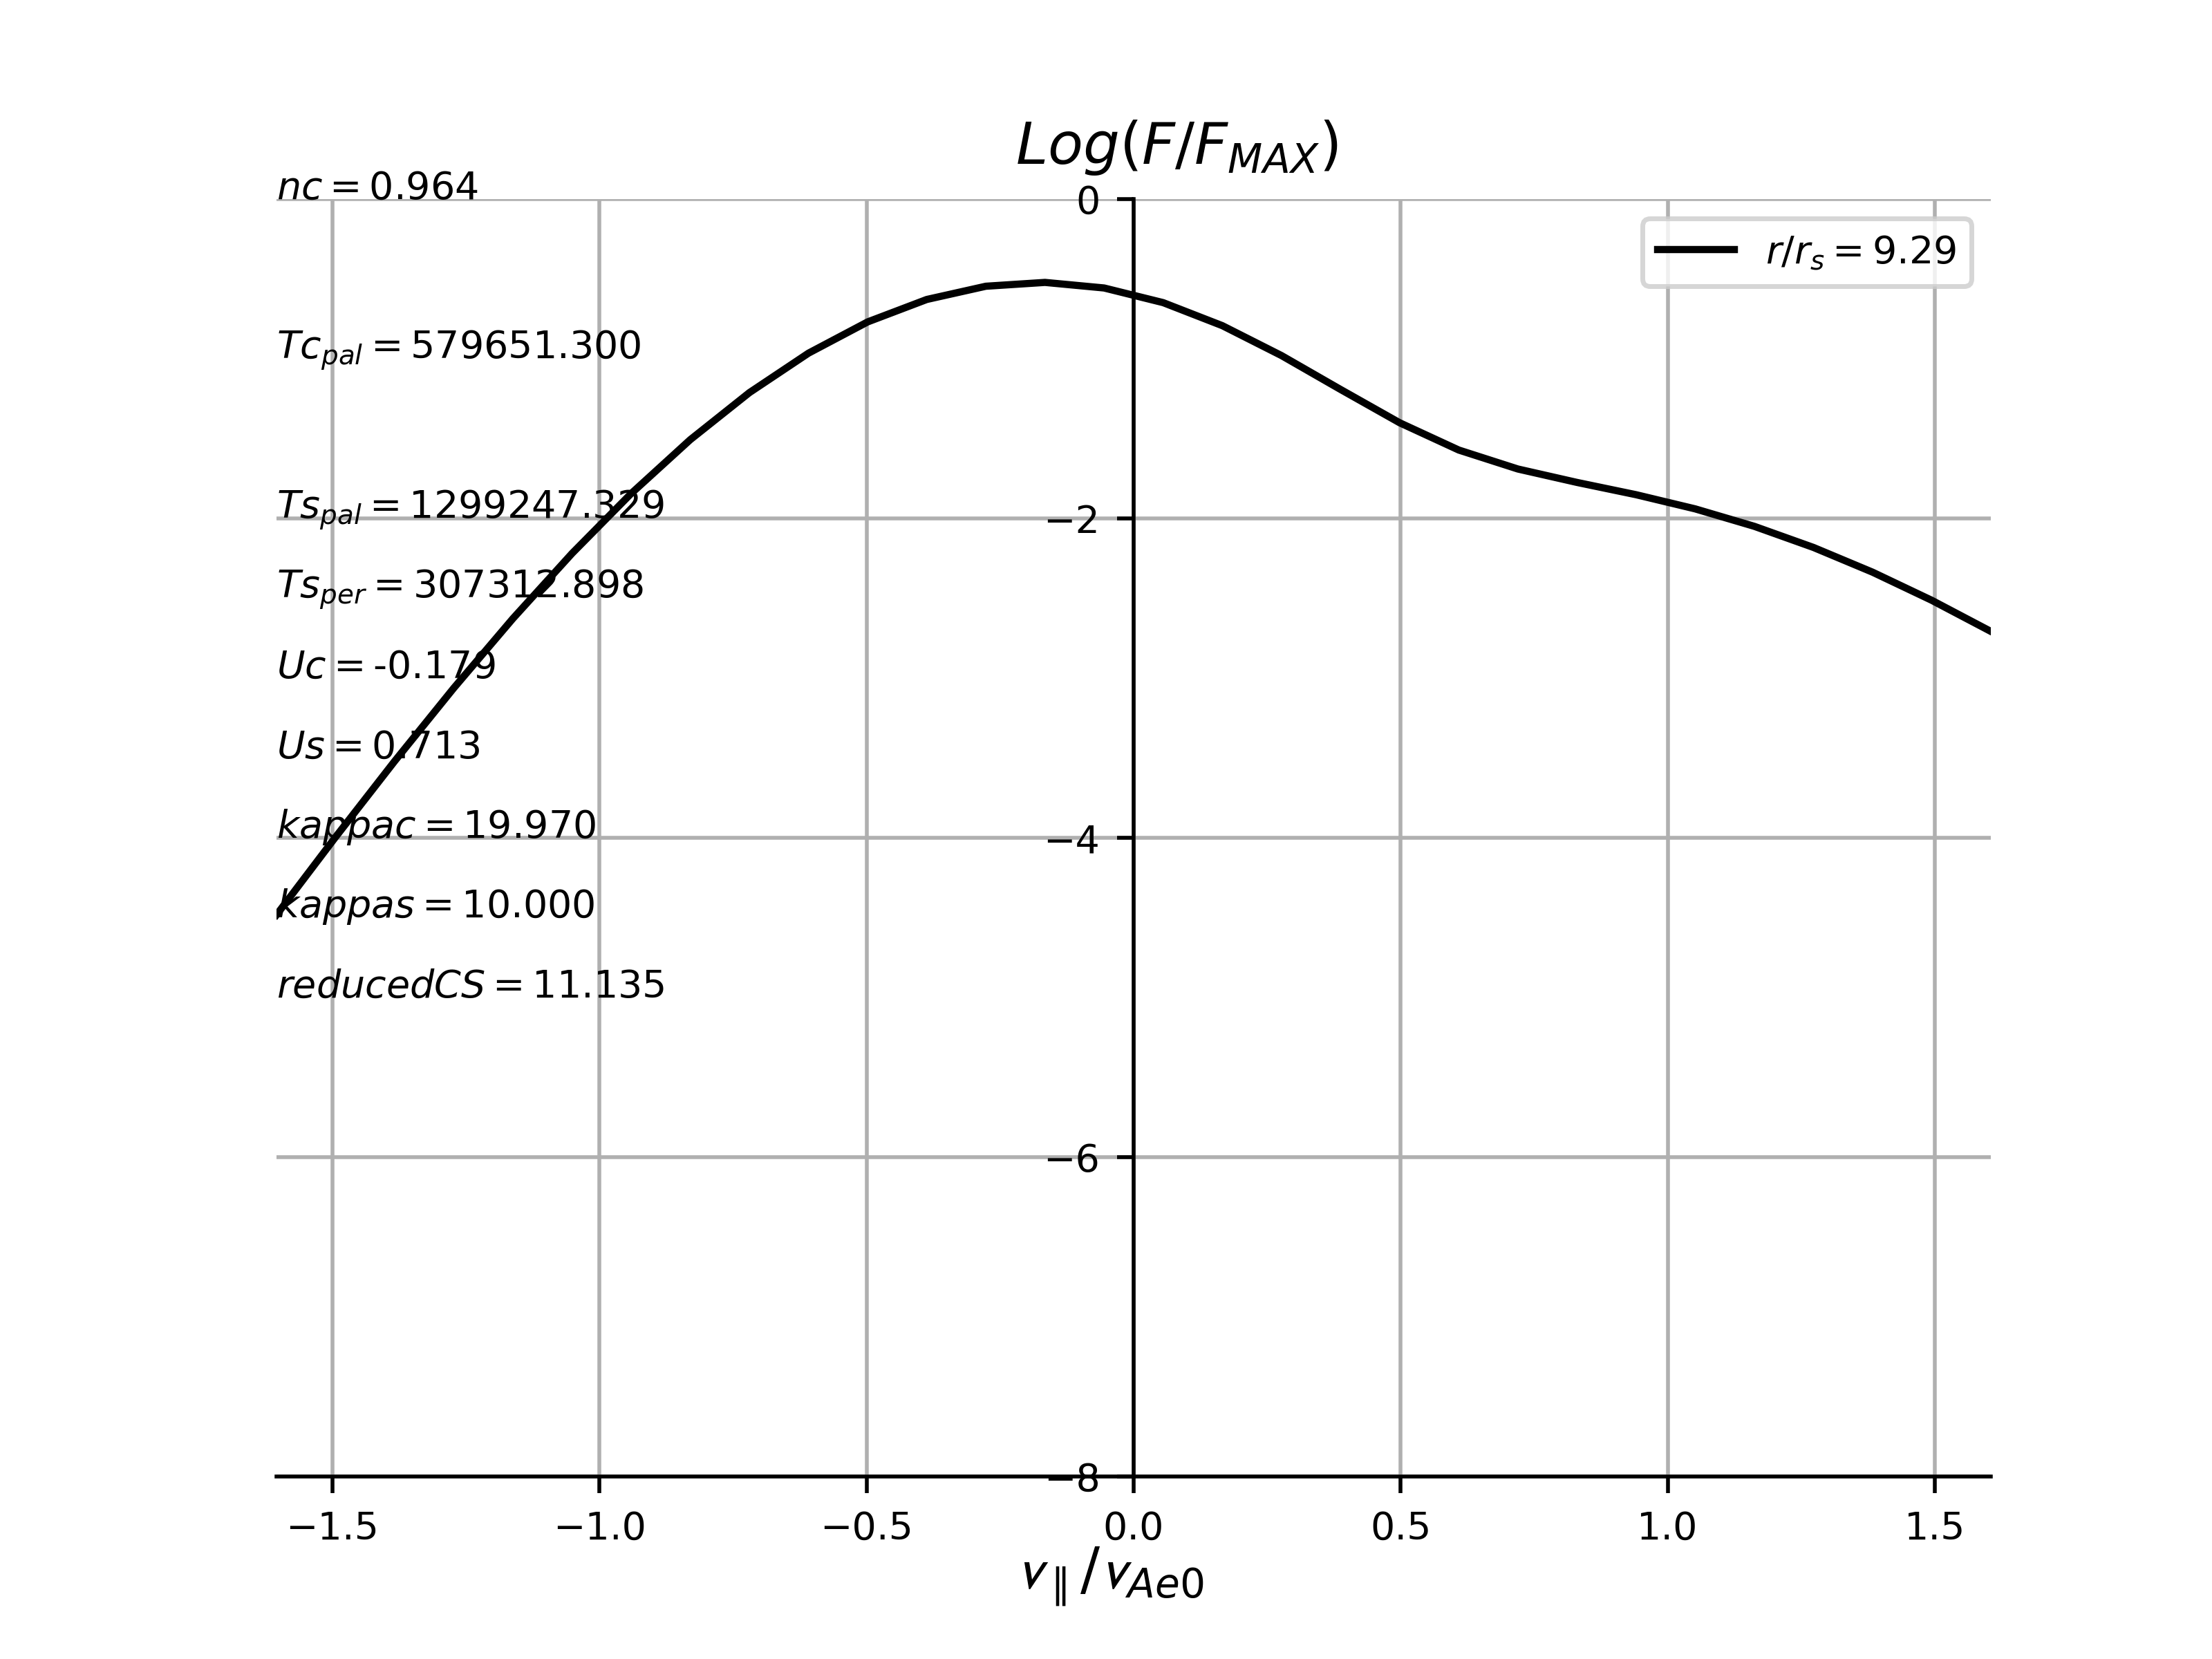 Log(F/F_MAX)
nc = 0.964
0
r/r_s = 9.29
Tc_pal = 579651.300
Ts_pal = 1299247.329
−2
Ts_per = 307312.898
Uc = -0.179
Us = 0.713
kappac = 19.970
−4
kappas = 10.000
reducedCS = 11.135
−6
−8
−1.5 −1.0 −0.5 0.0 0.5 1.0 1.5
v_∥/v_Ae0